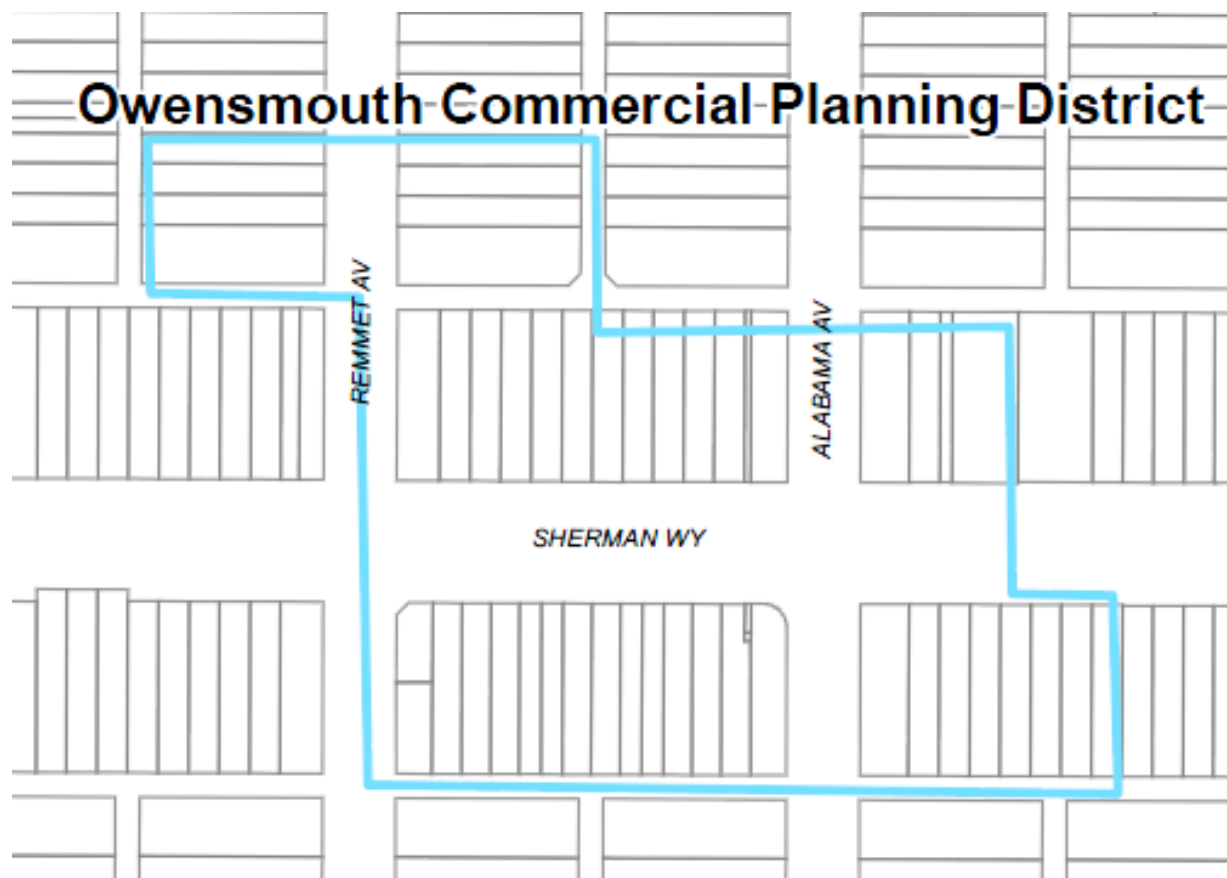 Owensmouth Commercial Planning District
REMMET AV
ALABAMA AV
SHERMAN WY